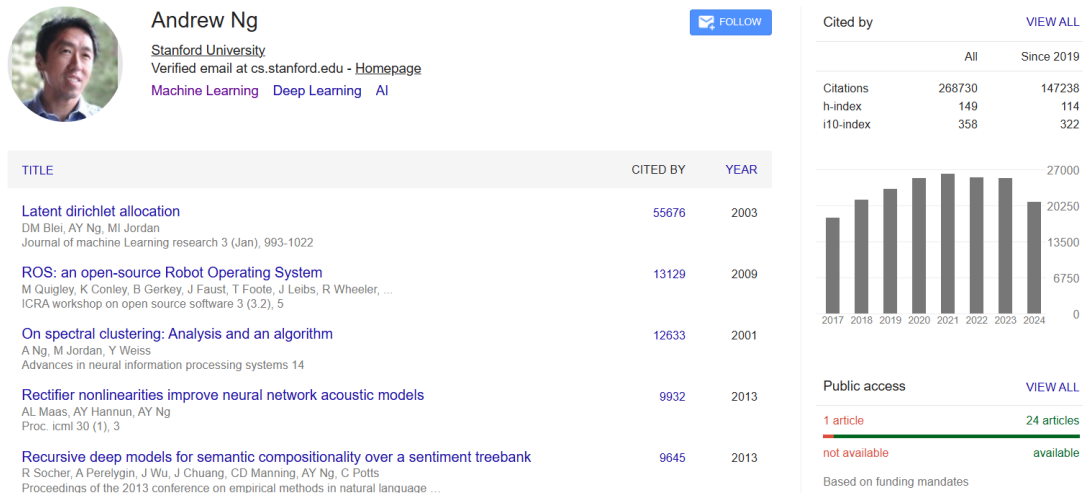 Andrew Ng
FOLLOW
Stanford University
Verified email at cs.stanford.edu - Homepage
Machine Learning Deep Learning AI
TITLE CITED BY YEAR
Latent dirichlet allocation 55676 2003
DM Blei, AY Ng, MI Jordan
Journal of machine Learning research 3 (Jan), 993-1022
ROS: an open-source Robot Operating System 13129 2009
M Quigley, K Conley, B Gerkey, J Faust, T Foote, J Leibs, R Wheeler, ...
ICRA workshop on open source software 3 (3.2), 5
On spectral clustering: Analysis and an algorithm 12633 2001
A Ng, M Jordan, Y Weiss
Advances in neural information processing systems 14
Rectifier nonlinearities improve neural network acoustic models 9932 2013
AL Maas, AY Hannun, AY Ng
Proc. icml 30 (1), 3
Recursive deep models for semantic compositionality over a sentiment treebank 9645 2013
R Socher, A Perelygin, J Wu, J Chuang, CD Manning, AY Ng, C Potts
Proceedings of the 2013 conference on empirical methods in natural language ...
Cited by VIEW ALL
All Since 2019
Citations 268730 147238
h-index 149 114
i10-index 358 322
27000
20250
13500
6750
0
2017 2018 2019 2020 2021 2022 2023 2024
Public access VIEW ALL
1 article 24 articles
not available available
Based on funding mandates